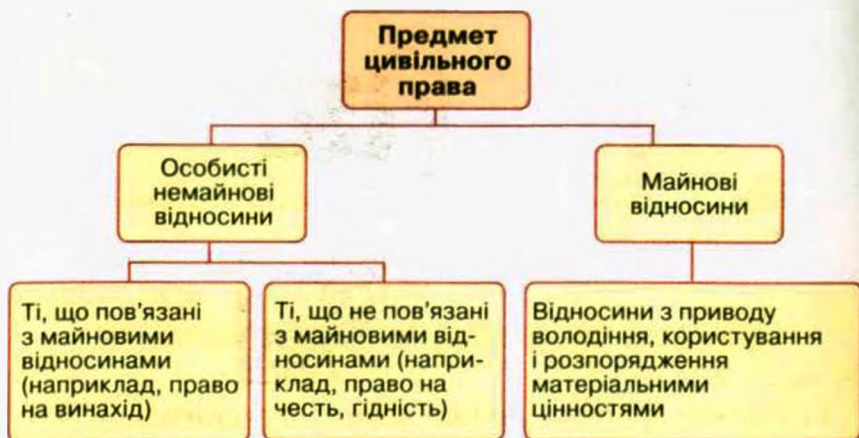 Предмет
цивільного
права
Особисті
немайнові
відносини
Майнові
відносини
Ті, що пов'язані
з майновими
відносинами
(наприклад, право
на винахід)
Ті, що не пов'язані
з майновими від-
носинами (напри-
клад, право на
честь, гідність)
Відносини з приводу
володіння, користування
і розпорядження
матеріальними
цінностями